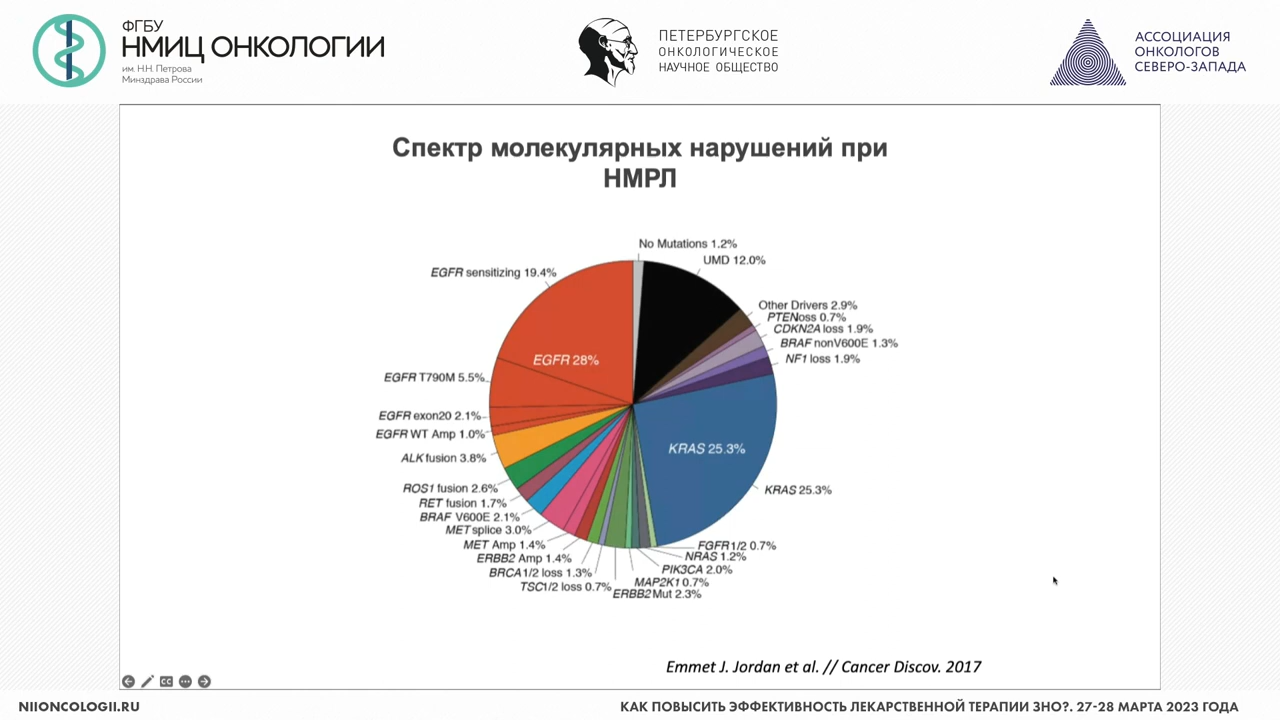 ФГБУ
НМИЦ ОНКОЛОГИИ
им. Н.Н. Петрова
Минздрава России
ПЕТЕРБУРГСКОЕ
ОНКОЛОГИЧЕСКОЕ
НАУЧНОЕ ОБЩЕСТВО
АССОЦИАЦИЯ
ОНКОЛОГОВ
СЕВЕРО-ЗАПАДА
Спектр молекулярных нарушений при
НМРЛ
No Mutations 1.2%
UMD 12.0%
EGFR sensitizing 19.4%
Other Drivers 2.9%
PTEN loss 0.7%
CDKN2A loss 1.9%
BRAF nonV600E 1.3%
NF1 loss 1.9%
EGFR 28%
EGFR T790M 5.5%
EGFR exon20 2.1%
EGFR WT Amp 1.0%
ALK fusion 3.8%
KRAS 25.3%
KRAS 25.3%
ROS1 fusion 2.6%
RET fusion 1.7%
BRAF V600E 2.1%
MET splice 3.0%
MET Amp 1.4%
ERBB2 Amp 1.4%
BRCA1/2 loss 1.3%
TSC1/2 loss 0.7%
ERBB2 Mut 2.3%
MAP2K1 0.7%
PIK3CA 2.0%
NRAS 1.2%
FGFR1/2 0.7%
Emmet J. Jordan et al. // Cancer Discov. 2017
CC
NIIONCOLOGII.RU
КАК ПОВЫСИТЬ ЭФФЕКТИВНОСТЬ ЛЕКАРСТВЕННОЙ ТЕРАПИИ ЗНО?. 27-28 МАРТА 2023 ГОДА